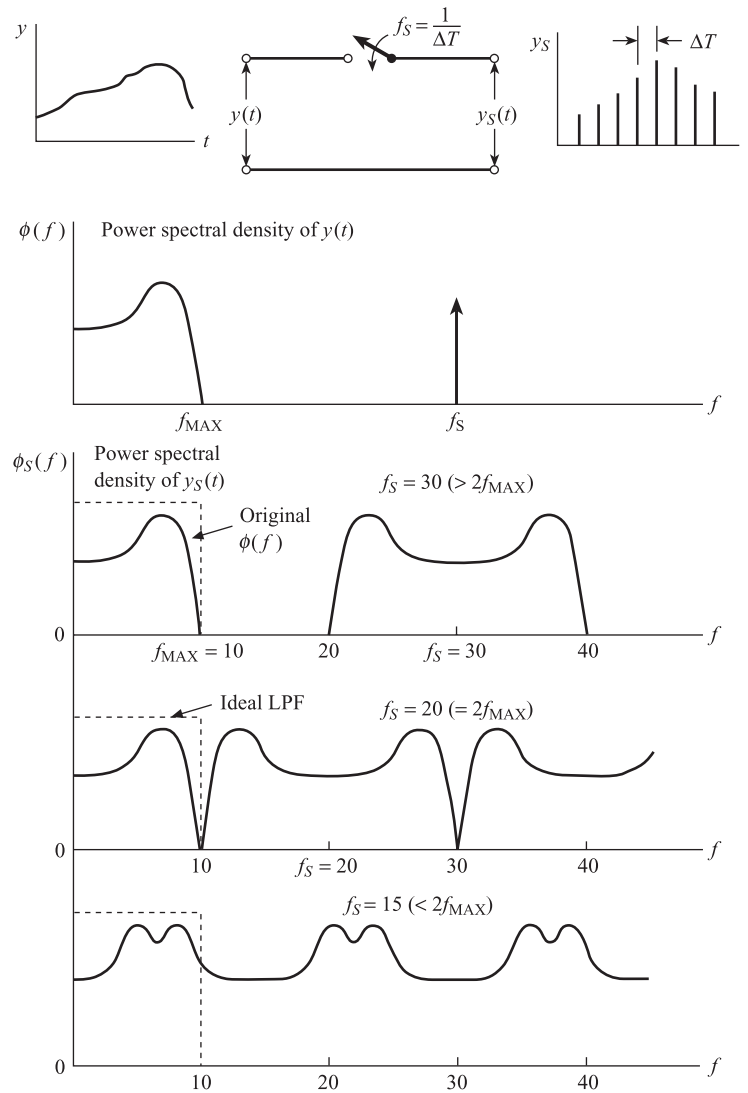 y
t
f_S = 1/ΔT
y(t)
y_S(t)
y_S
ΔT
ϕ(f)
Power spectral density of y(t)
f_MAX
f_S
f
ϕ_S(f)
Power spectral
density of y_S(t)
f_S = 30 (> 2f_MAX)
Original
ϕ(f)
0
f_MAX = 10
20
f_S = 30
40
f
Ideal LPF
f_S = 20 (= 2f_MAX)
0
10
f_S = 20
30
40
f
f_S = 15 (< 2f_MAX)
0
10
20
30
40
f